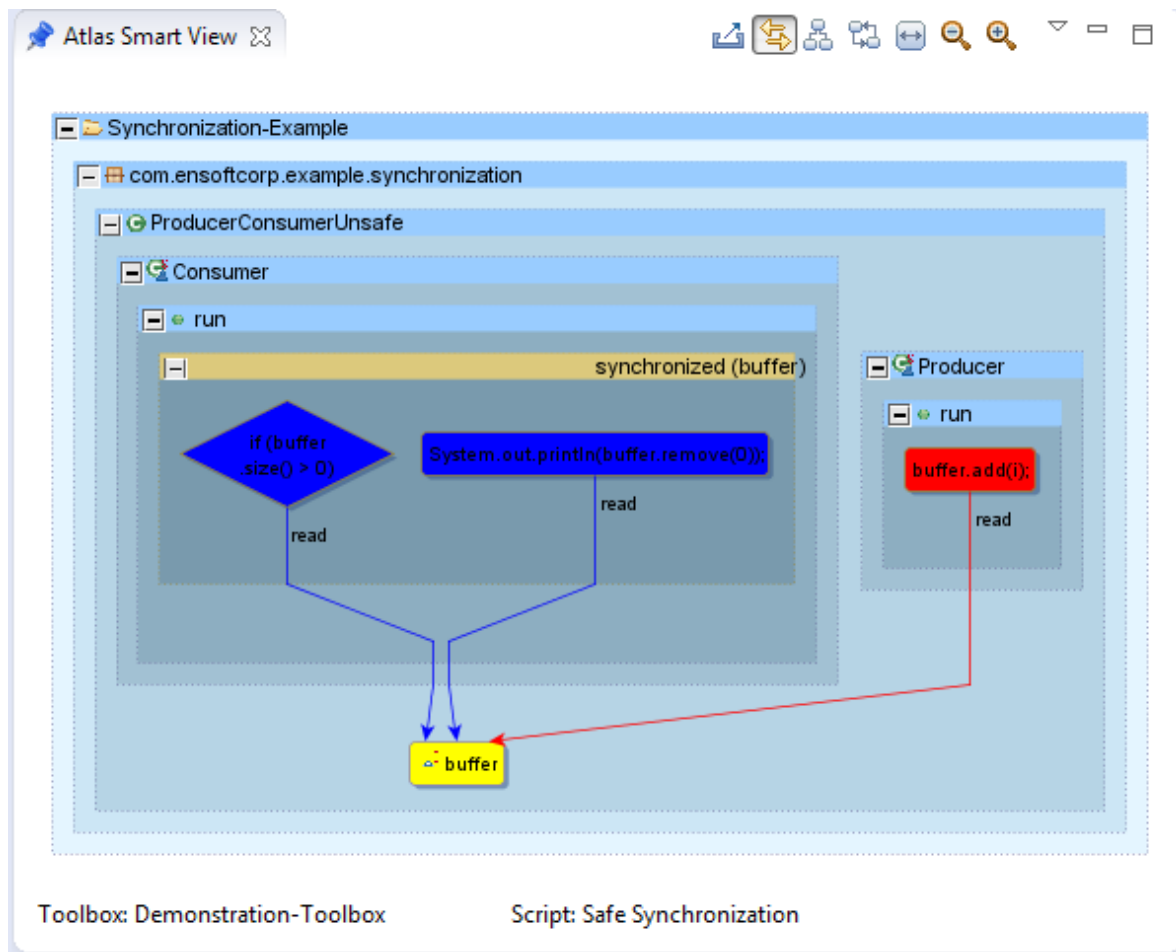 Atlas Smart View
Synchronization-Example
com.ensoftcorp.example.synchronization
ProducerConsumerUnsafe
Consumer
run
synchronized (buffer)
if (buffer
.size() > 0)
System.out.println(buffer.remove(0));
read
read
Producer
run
buffer.add(i);
read
buffer
Toolbox: Demonstration-Toolbox
Script: Safe Synchronization